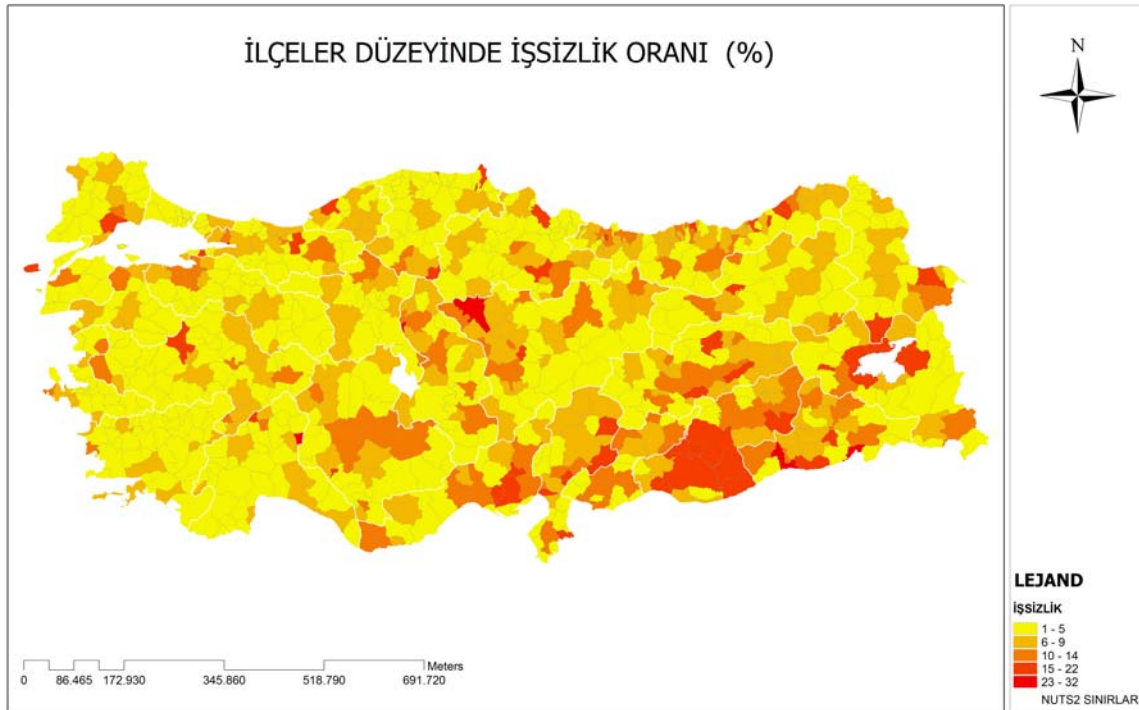 İLÇELER DÜZEYİNDE İŞSİZLİK ORANI (%)
N
LEJAND
İŞSİZLİK
1 - 5
6 - 9
10 - 14
15 - 22
23 - 32
NUTS2 SINIRLAR
Meters
0 86.465 172.930 345.860 518.790 691.720